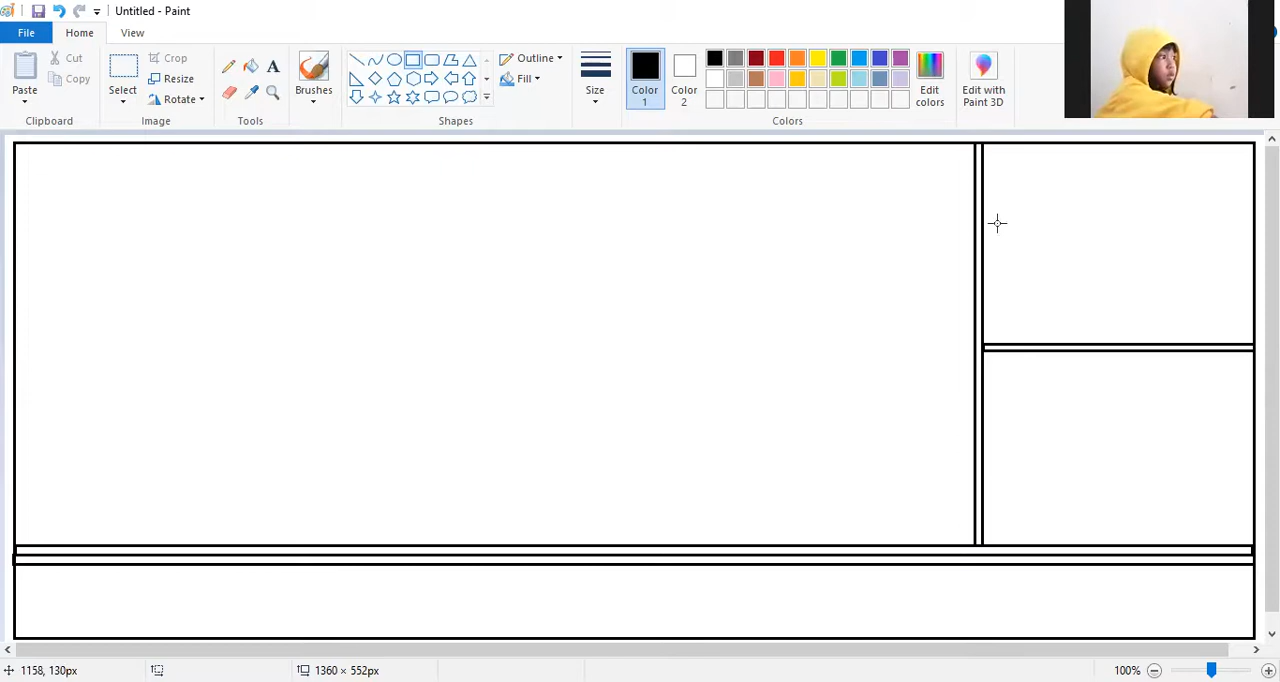 Untitled - Paint
File
Home
View
Paste
Cut
Copy
Clipboard
Select
Crop
Resize
Rotate
Image
A
Tools
Brushes
Outline
Fill
Shapes
Size
Color
1
Color
2
Edit
colors
Colors
Edit with
Paint 3D
1158, 130px
1360 × 552px
100%